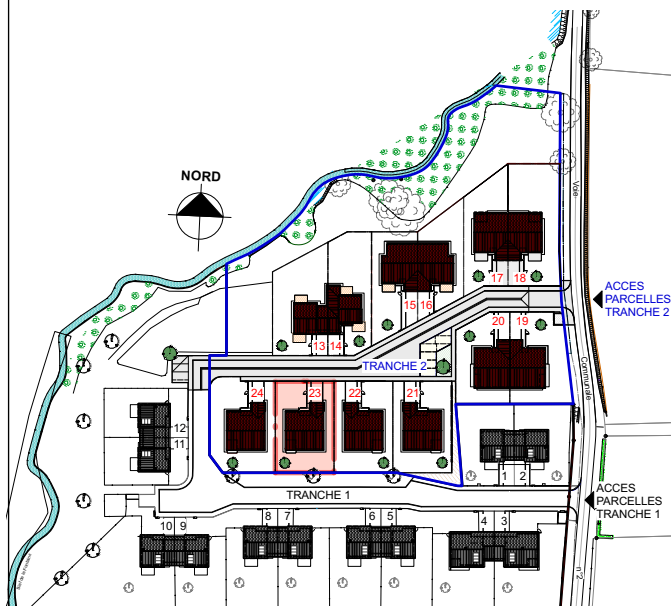 NORD
Voie
17 18
15 16
ACCES
PARCELLES
TRANCHE 2
20 19
13 14
TRANCHE 2
Communale
24
23
22
21
12
11
1 2
TRANCHE 1
ACCES
PARCELLES
TRANCHE 1
10 9
8 7
6 5
4 3
n°2